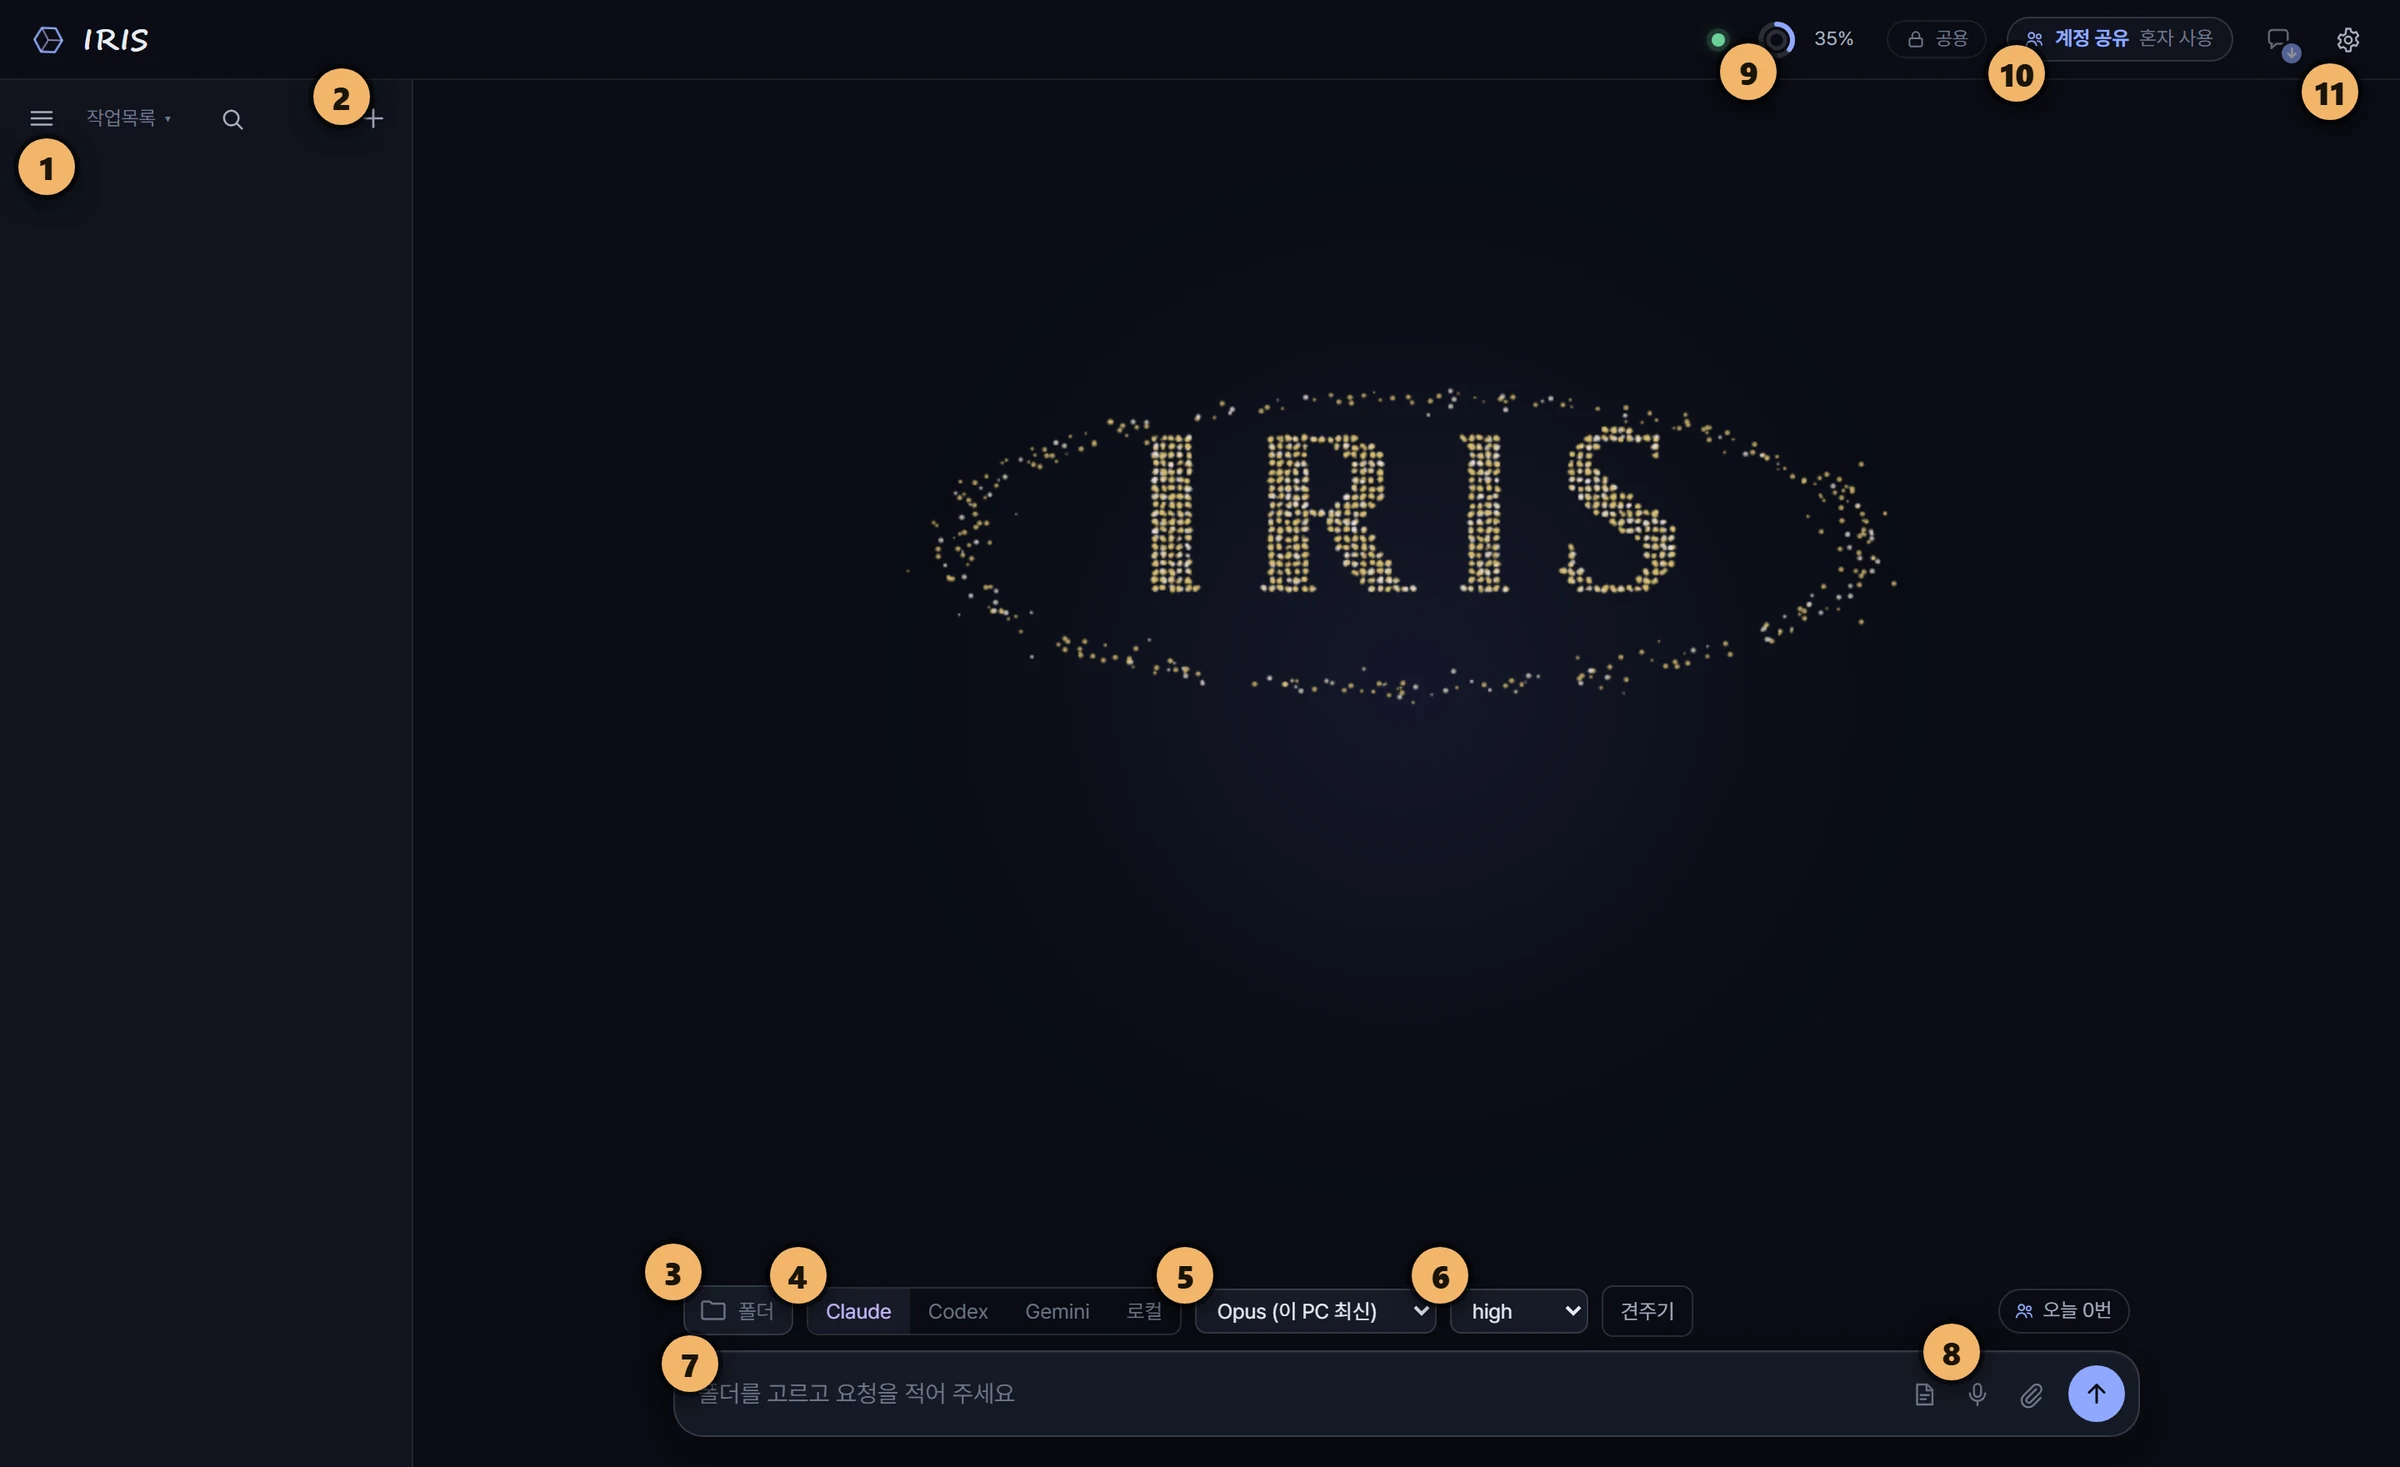 IRIS
35%
공용
계정 공유 혼자 사용
9
10
11
2
작업목록
1
IRIS
3
4
5
6
폴더
Claude
Codex
Gemini
로컬
Opus (이 PC 최신)
high
견주기
오늘 0번
7
8
폴더를 고르고 요청을 적어 주세요